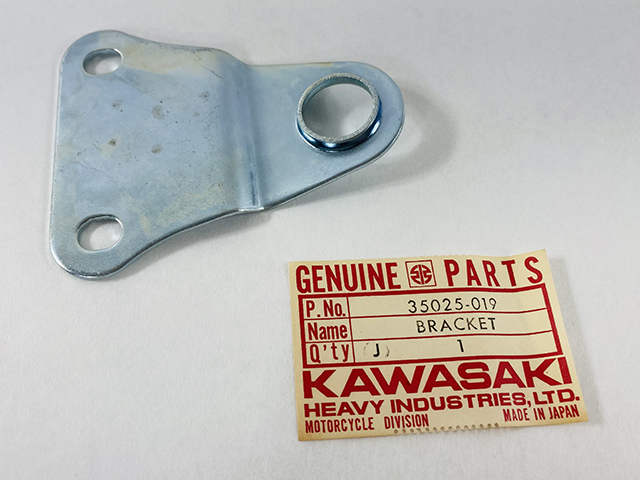 GENUINE PARTS
P.No. 35025-019
Name BRACKET
Q'ty (J) 1
KAWASAKI
HEAVY INDUSTRIES, LTD.
MOTORCYCLE DIVISION MADE IN JAPAN